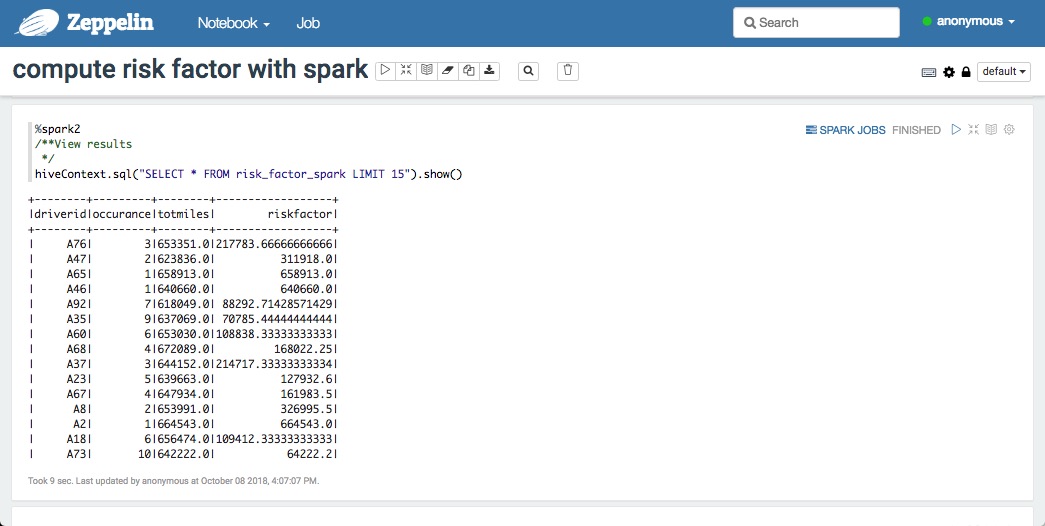 Zeppelin Notebook Job Search anonymous
compute risk factor with spark default
%spark2 SPARK JOBS FINISHED
/**View results
*/
hiveContext.sql("SELECT * FROM risk_factor_spark LIMIT 15").show()
+--------+---------+--------+------------------+
|driverid|occurance|totmiles|        riskfactor|
+--------+---------+--------+------------------+
|     A76|        3|653351.0|217783.66666666666|
|     A47|        2|623836.0|          311918.0|
|     A65|        1|658913.0|          658913.0|
|     A46|        1|640660.0|          640660.0|
|     A92|        7|618049.0| 88292.71428571429|
|     A35|        9|637069.0| 70785.44444444444|
|     A60|        6|653030.0|108838.33333333333|
|     A68|        4|672089.0|         168022.25|
|     A37|        3|644152.0|214717.33333333334|
|     A23|        5|639663.0|          127932.6|
|     A67|        4|647934.0|          161983.5|
|      A8|        2|653991.0|          326995.5|
|      A2|        1|664543.0|          664543.0|
|     A18|        6|656474.0|109412.33333333333|
|     A73|       10|642222.0|           64222.2|
Took 9 sec. Last updated by anonymous at October 08 2018, 4:07:07 PM.